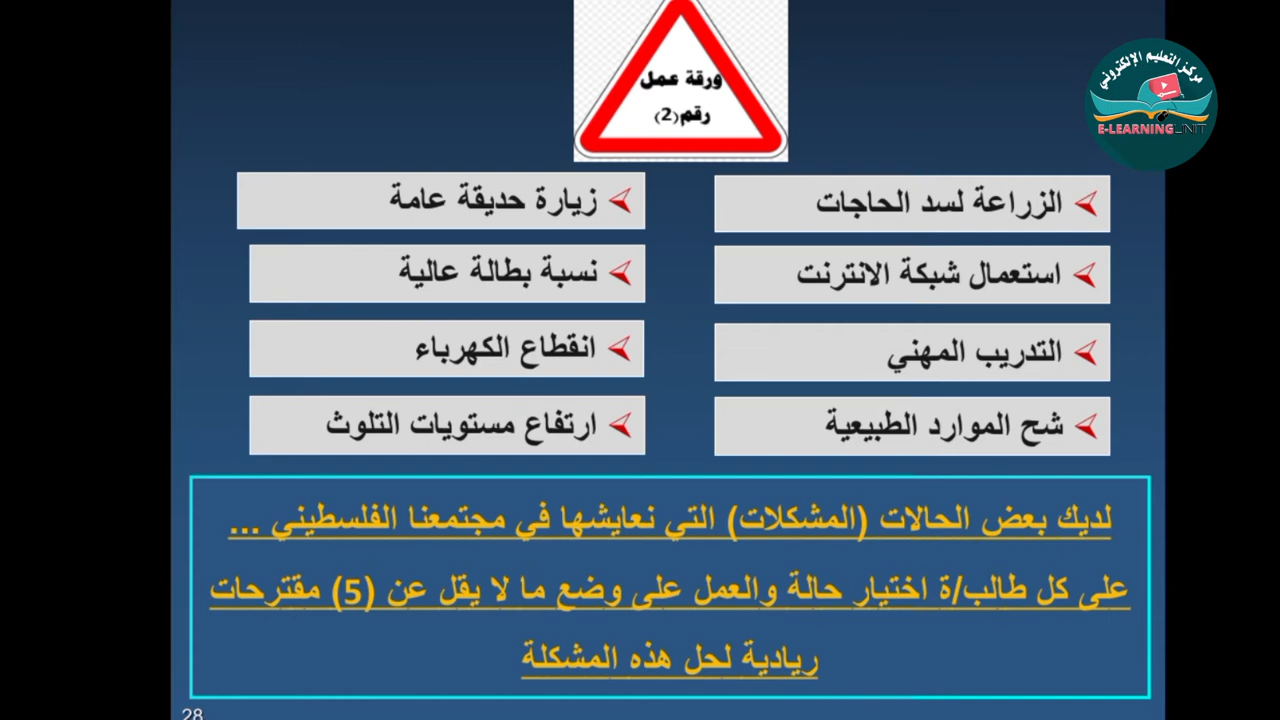 ورقة عمل
رقم(2)
مركز التعليم الإلكتروني
E-LEARNING UNIT
الزراعة لسد الحاجات
زيارة حديقة عامة
استعمال شبكة الانترنت
نسبة بطالة عالية
التدريب المهني
انقطاع الكهرباء
شح الموارد الطبيعية
ارتفاع مستويات التلوث
لديك بعض الحالات (المشكلات) التي نعايشها في مجتمعنا الفلسطيني ...
على كل طالب/ة اختيار حالة والعمل على وضع ما لا يقل عن (5) مقترحات
ريادية لحل هذه المشكلة
28